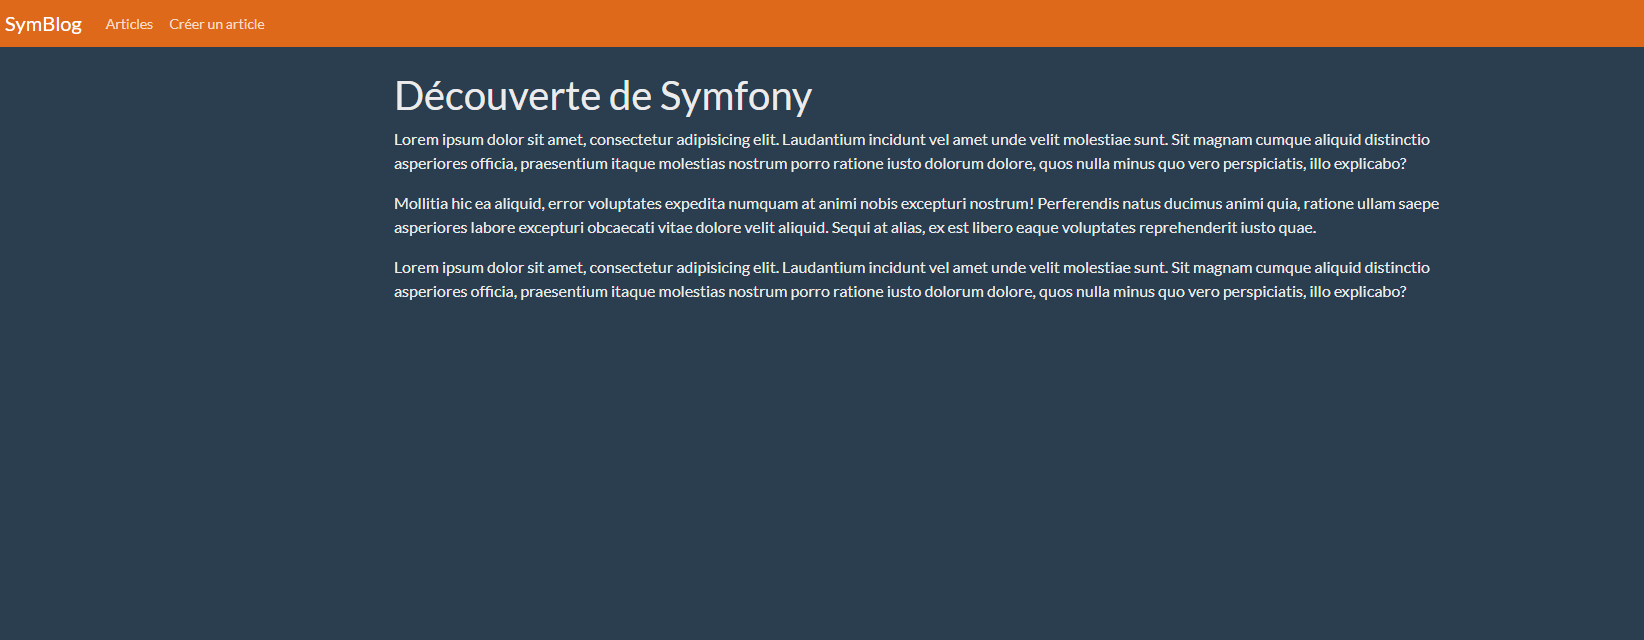 SymBlog Articles Créer un article
Découverte de Symfony
Lorem ipsum dolor sit amet, consectetur adipisicing elit. Laudantium incidunt vel amet unde velit molestiae sunt. Sit magnam cumque aliquid distinctio
asperiores officia, praesentium itaque molestias nostrum porro ratione iusto dolorum dolore, quos nulla minus quo vero perspiciatis, illo explicabo?
Mollitia hic ea aliquid, error voluptates expedita numquam at animi nobis excepturi nostrum! Perferendis natus ducimus animi quia, ratione ullam saepe
asperiores labore excepturi obcaecati vitae dolore velit aliquid. Sequi at alias, ex est libero eaque voluptates reprehenderit iusto quae.
Lorem ipsum dolor sit amet, consectetur adipisicing elit. Laudantium incidunt vel amet unde velit molestiae sunt. Sit magnam cumque aliquid distinctio
asperiores officia, praesentium itaque molestias nostrum porro ratione iusto dolorum dolore, quos nulla minus quo vero perspiciatis, illo explicabo?